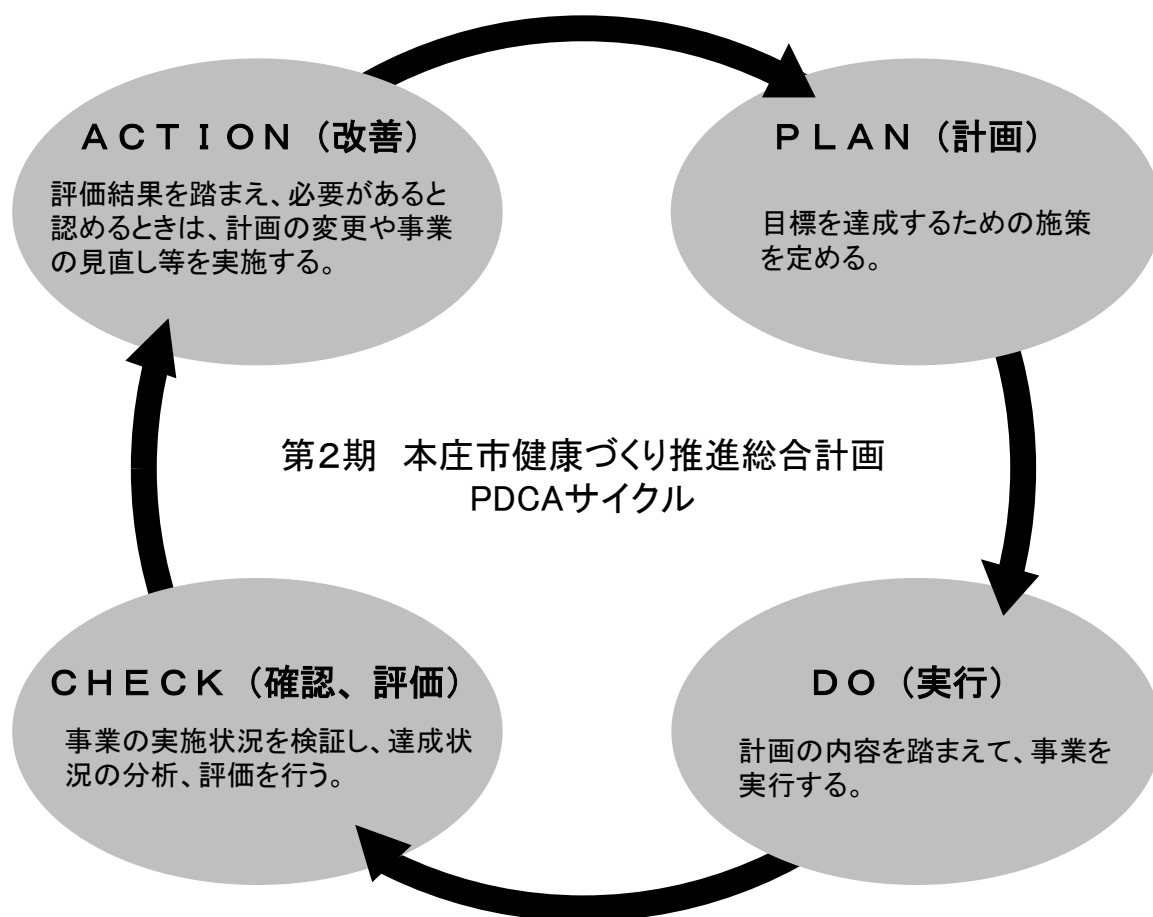 ＡＣＴＩＯＮ（改善）
評価結果を踏まえ、必要があると
認めるときは、計画の変更や事業
の見直し等を実施する。
ＰＬＡＮ（計画）
目標を達成するための施策
を定める。
第２期　本庄市健康づくり推進総合計画
PDCAサイクル
ＣＨＥＣＫ（確認、評価）
事業の実施状況を検証し、達成状
況の分析、評価を行う。
ＤＯ（実行）
計画の内容を踏まえて、事業を
実行する。